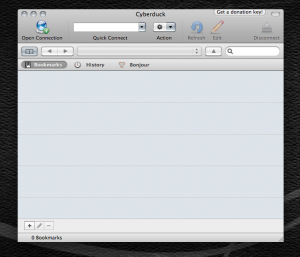 Cyberduck
Get a donation key!
Open Connection
Quick Connect
Action
Refresh
Edit
Disconnect
Bookmarks
History
Bonjour
0 Bookmarks